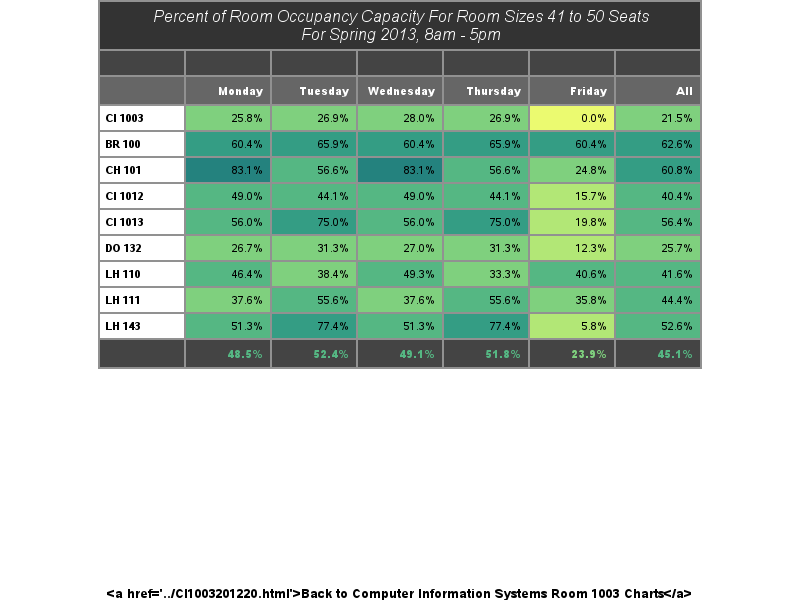 Percent of Room Occupancy Capacity For Room Sizes 41 to 50 Seats
For Spring 2013, 8am - 5pm
Monday Tuesday Wednesday Thursday Friday All
CI 1003 25.8% 26.9% 28.0% 26.9% 0.0% 21.5%
BR 100 60.4% 65.9% 60.4% 65.9% 60.4% 62.6%
CH 101 83.1% 56.6% 83.1% 56.6% 24.8% 60.8%
CI 1012 49.0% 44.1% 49.0% 44.1% 15.7% 40.4%
CI 1013 56.0% 75.0% 56.0% 75.0% 19.8% 56.4%
DO 132 26.7% 31.3% 27.0% 31.3% 12.3% 25.7%
LH 110 46.4% 38.4% 49.3% 33.3% 40.6% 41.6%
LH 111 37.6% 55.6% 37.6% 55.6% 35.8% 44.4%
LH 143 51.3% 77.4% 51.3% 77.4% 5.8% 52.6%
48.5% 52.4% 49.1% 51.8% 23.9% 45.1%
<a href='../CI1003201220.html'>Back to Computer Information Systems Room 1003 Charts</a>